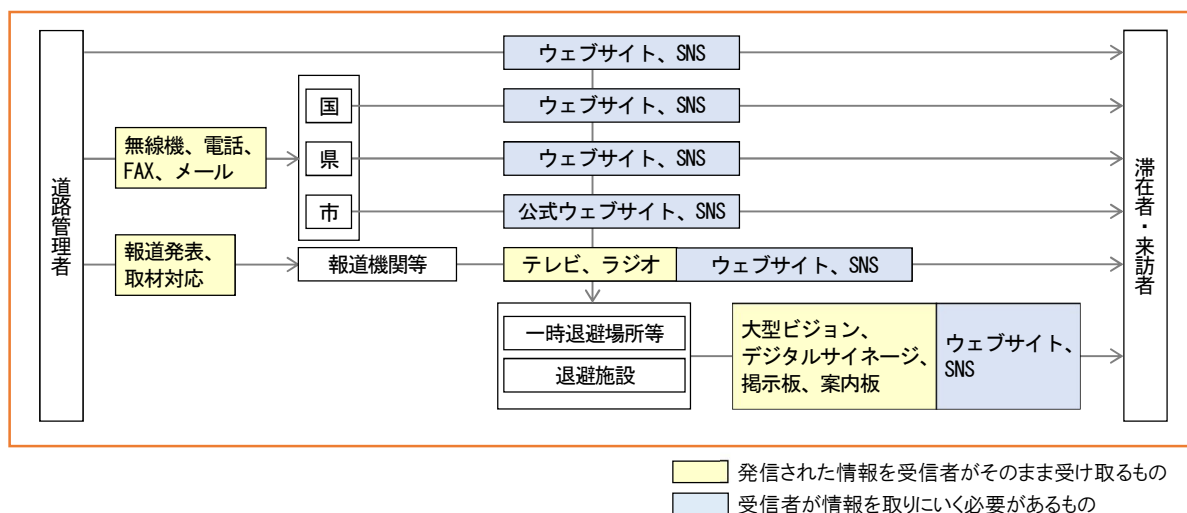 道路管理者
ウェブサイト、SNS
国
ウェブサイト、SNS
無線機、電話、
FAX、メール
県
ウェブサイト、SNS
市
公式ウェブサイト、SNS
報道発表、
取材対応
報道機関等
テレビ、ラジオ
ウェブサイト、SNS
一時退避場所等
退避施設
大型ビジョン、
デジタルサイネージ、
掲示板、案内板
ウェブサイト、
SNS
滞在者・来訪者
発信された情報を受信者がそのまま受け取るもの
受信者が情報を取りにいく必要があるもの